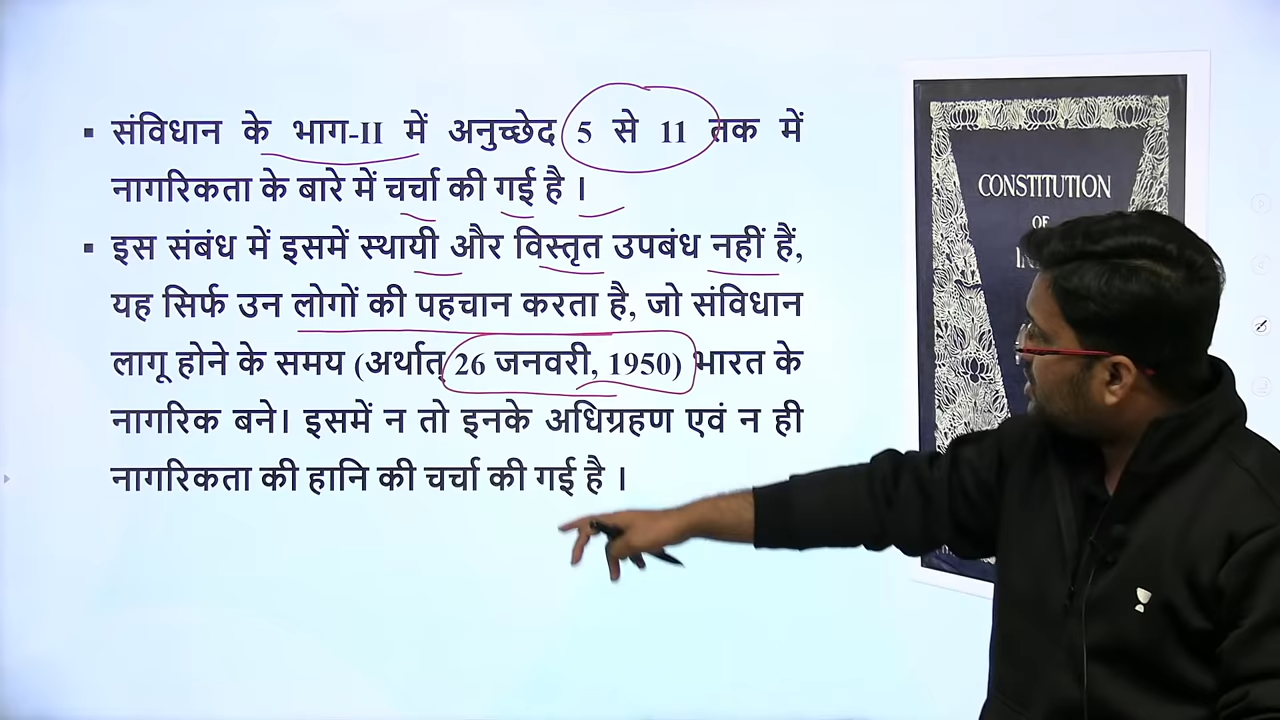 ▪ संविधान के भाग-II में अनुच्छेद 5 से 11 तक में
नागरिकता के बारे में चर्चा की गई है ।
▪ इस संबंध में इसमें स्थायी और विस्तृत उपबंध नहीं हैं,
यह सिर्फ उन लोगों की पहचान करता है, जो संविधान
लागू होने के समय (अर्थात् 26 जनवरी, 1950) भारत के
नागरिक बने। इसमें न तो इनके अधिग्रहण एवं न ही
नागरिकता की हानि की चर्चा की गई है ।
CONSTITUTION
OF